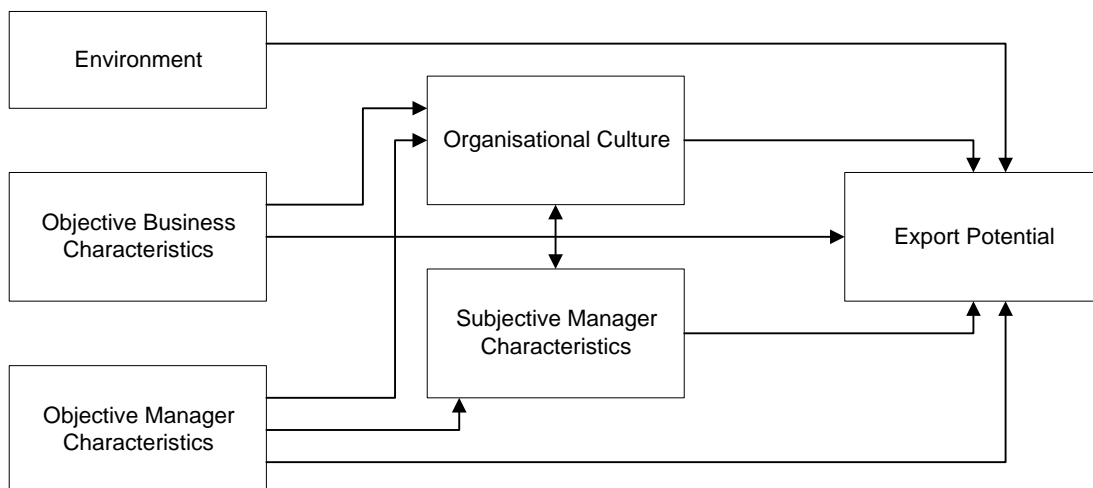 Environment
Organisational Culture
Objective Business
Characteristics
Export Potential
Subjective Manager
Characteristics
Objective Manager
Characteristics